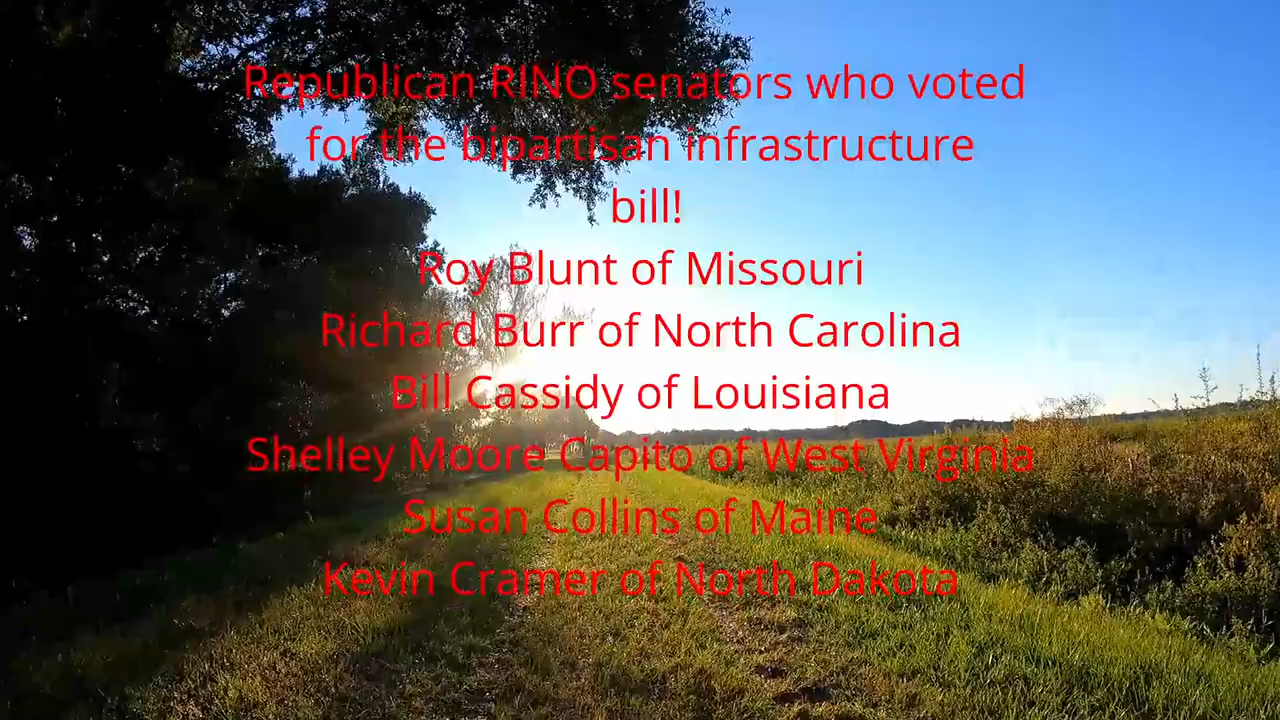 Republican RINO senators who voted
for the bipartisan infrastructure
bill!
Roy Blunt of Missouri
Richard Burr of North Carolina
Bill Cassidy of Louisiana
Shelley Moore Capito of West Virginia
Susan Collins of Maine
Kevin Cramer of North Dakota